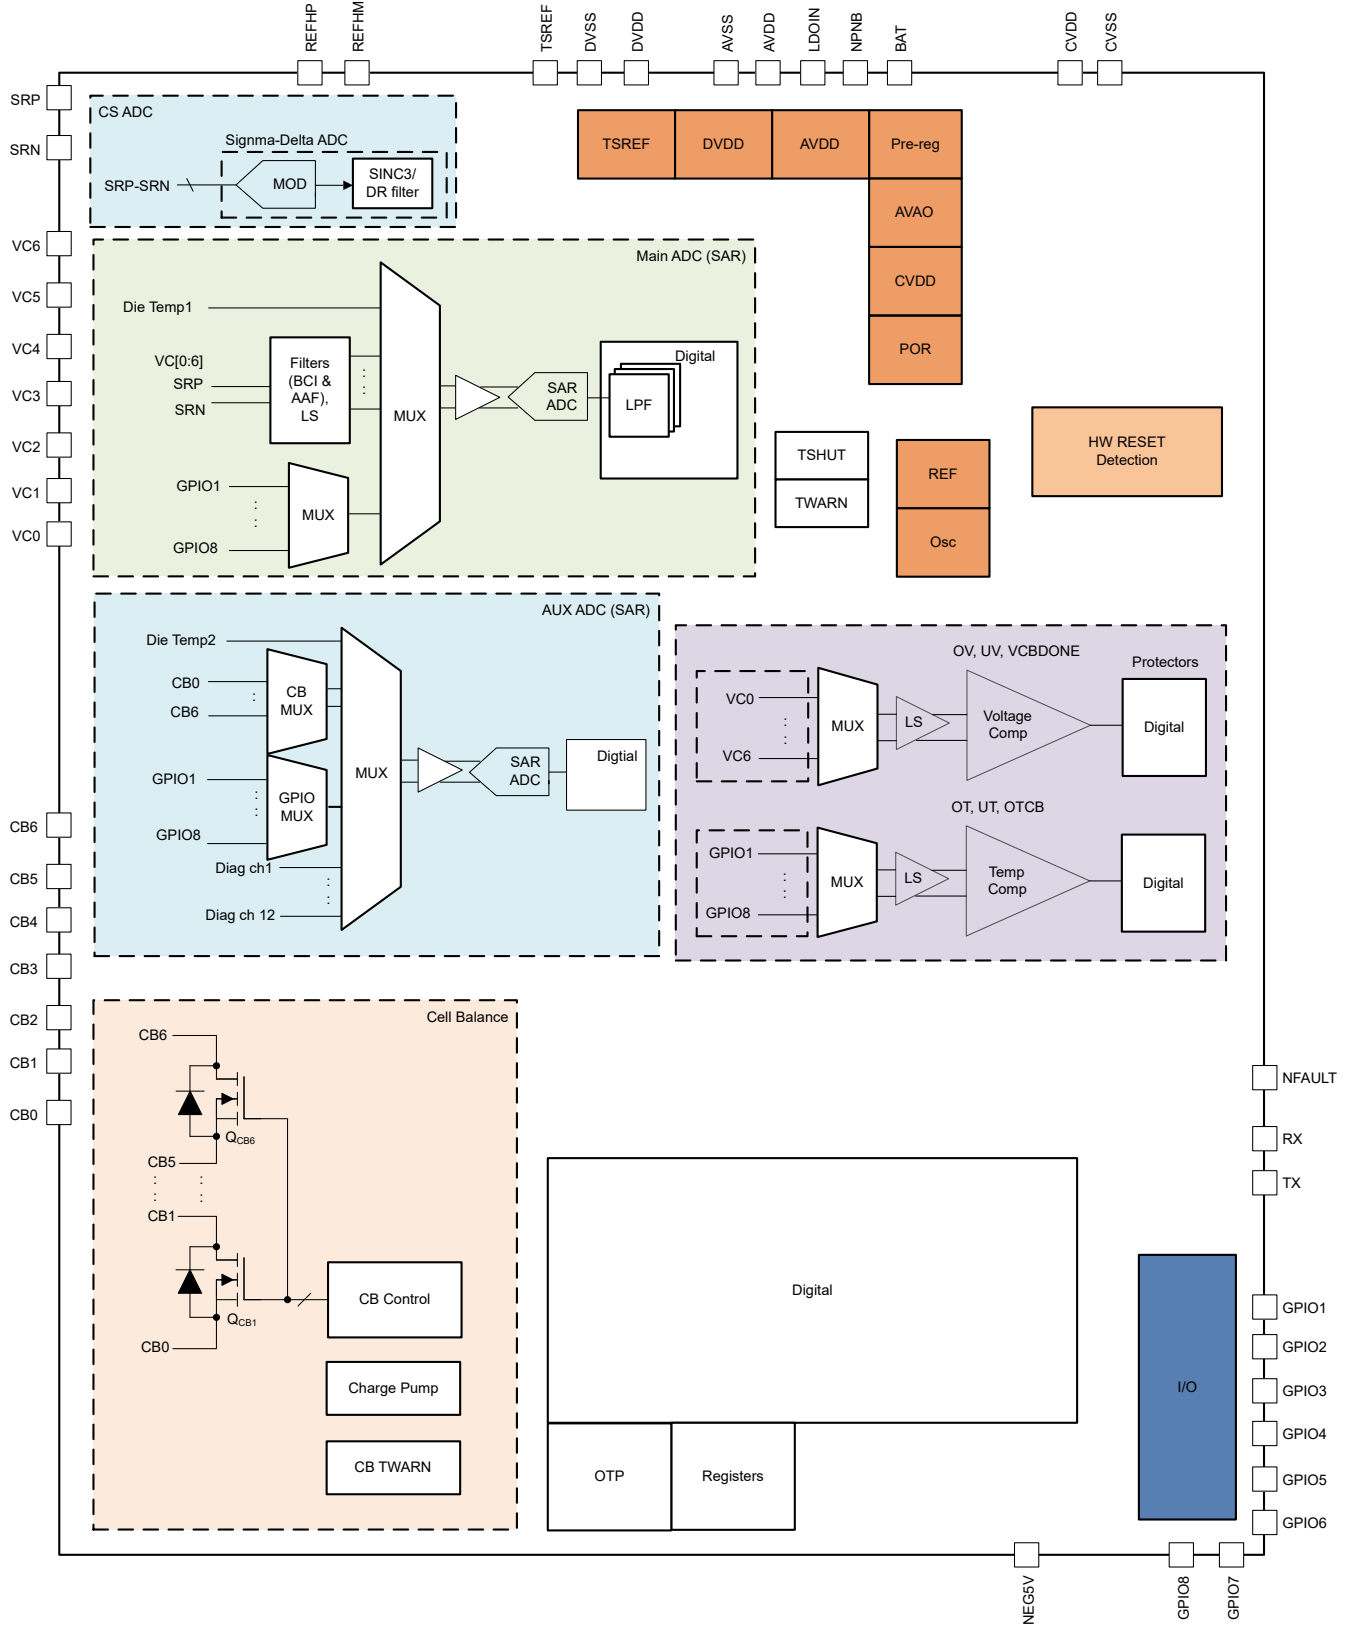 REFHP
REFHM
TSREF
DVSS
DVDD
AVSS
AVDD
LDOIN
NPNB
BAT
CVDD
CVSS
SRP
SRN
VC6
VC5
VC4
VC3
VC2
VC1
VC0
CB6
CB5
CB4
CB3
CB2
CB1
CB0
CS ADC
Signma-Delta ADC
SRP-SRN
MOD
SINC3/
DR filter
TSREF
DVDD
AVDD
Pre-reg
AVAO
CVDD
POR
Main ADC (SAR)
Die Temp1
VC[0:6]
SRP
SRN
Filters
(BCI &
AAF),
LS
MUX
SAR
ADC
Digital
LPF
GPIO1
GPIO8
MUX
TSHUT
TWARN
REF
Osc
HW RESET
Detection
AUX ADC (SAR)
Die Temp2
CB0
CB6
CB
MUX
GPIO1
GPIO8
GPIO
MUX
Diag ch1
Diag ch 12
MUX
SAR
ADC
Digtial
OV, UV, VCBDONE
Protectors
VC0
VC6
MUX
LS
Voltage
Comp
Digital
OT, UT, OTCB
GPIO1
GPIO8
MUX
LS
Temp
Comp
Digital
Cell Balance
CB6
QCB6
CB5
CB1
QCB1
CB0
CB Control
Charge Pump
CB TWARN
Digital
OTP
Registers
I/O
NFAULT
RX
TX
GPIO1
GPIO2
GPIO3
GPIO4
GPIO5
GPIO6
NEG5V
GPIO8
GPIO7